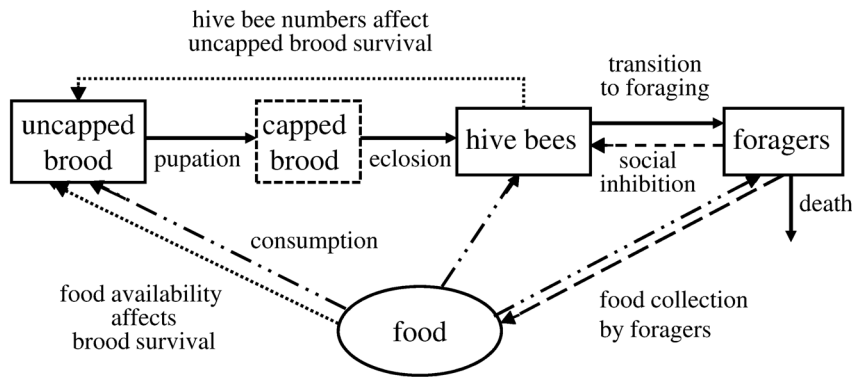 hive bee numbers affect
uncapped brood survival
transition
to foraging
uncapped
brood
pupation
capped
brood
eclosion
hive bees
social
inhibition
foragers
death
consumption
food availability
affects
brood survival
food
food collection
by foragers